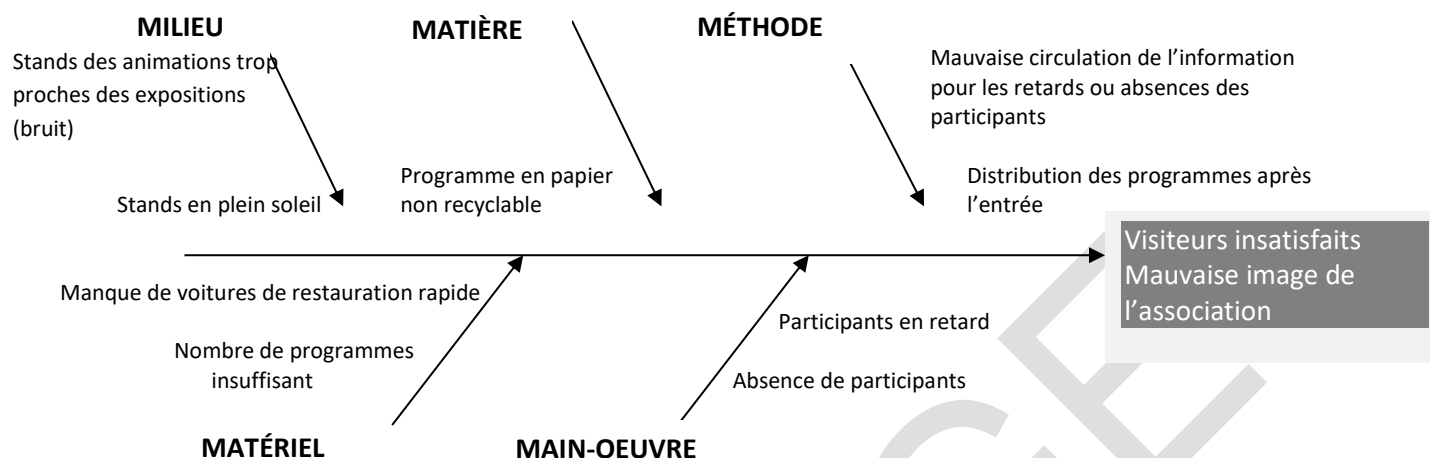 MILIEU
Stands des animations trop
proches des expositions
(bruit)
Stands en plein soleil
MATIÈRE
Programme en papier
non recyclable
MÉTHODE
Mauvaise circulation de l’information
pour les retards ou absences des
participants
Distribution des programmes après
l’entrée
Visiteurs insatisfaits
Mauvaise image de
l’association
Manque de voitures de restauration rapide
Nombre de programmes
insuffisant
MATÉRIEL
Participants en retard
Absence de participants
MAIN-OEUVRE